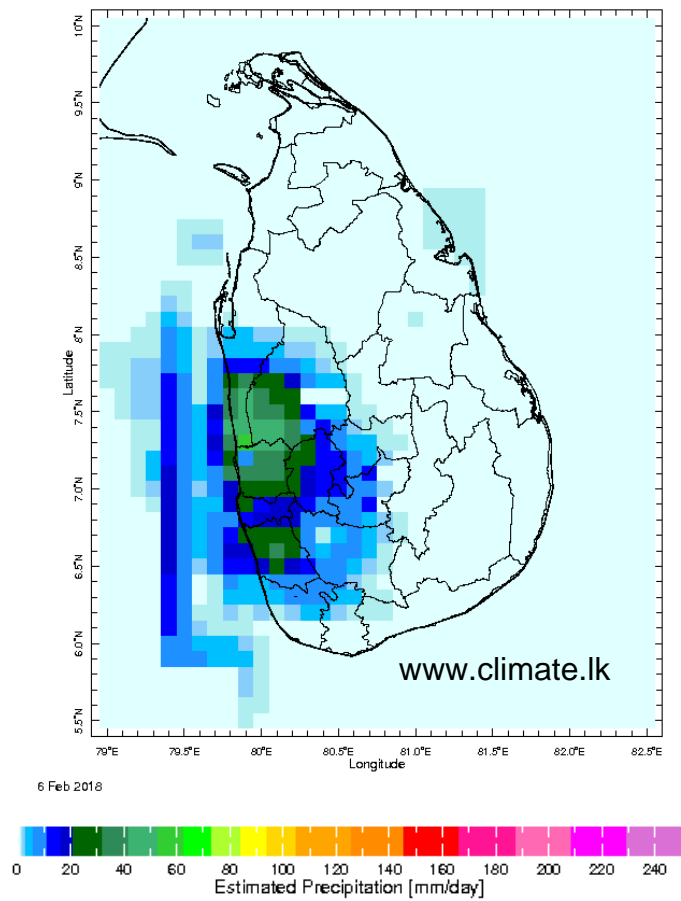 10°N
9.5°N
9°N
8.5°N
8°N
7.5°N
7.0°N
6.5°N
6.0°N
5.5°N
Latitude
www.climate.lk
79°E 79.5°E 80°E 80.5°E 81.0°E 81.5°E 82.0°E 82.5°E
Longitude
6 Feb 2018
0 20 40 60 80 100 120 140 160 180 200 220 240
Estimated Precipitation [mm/day]